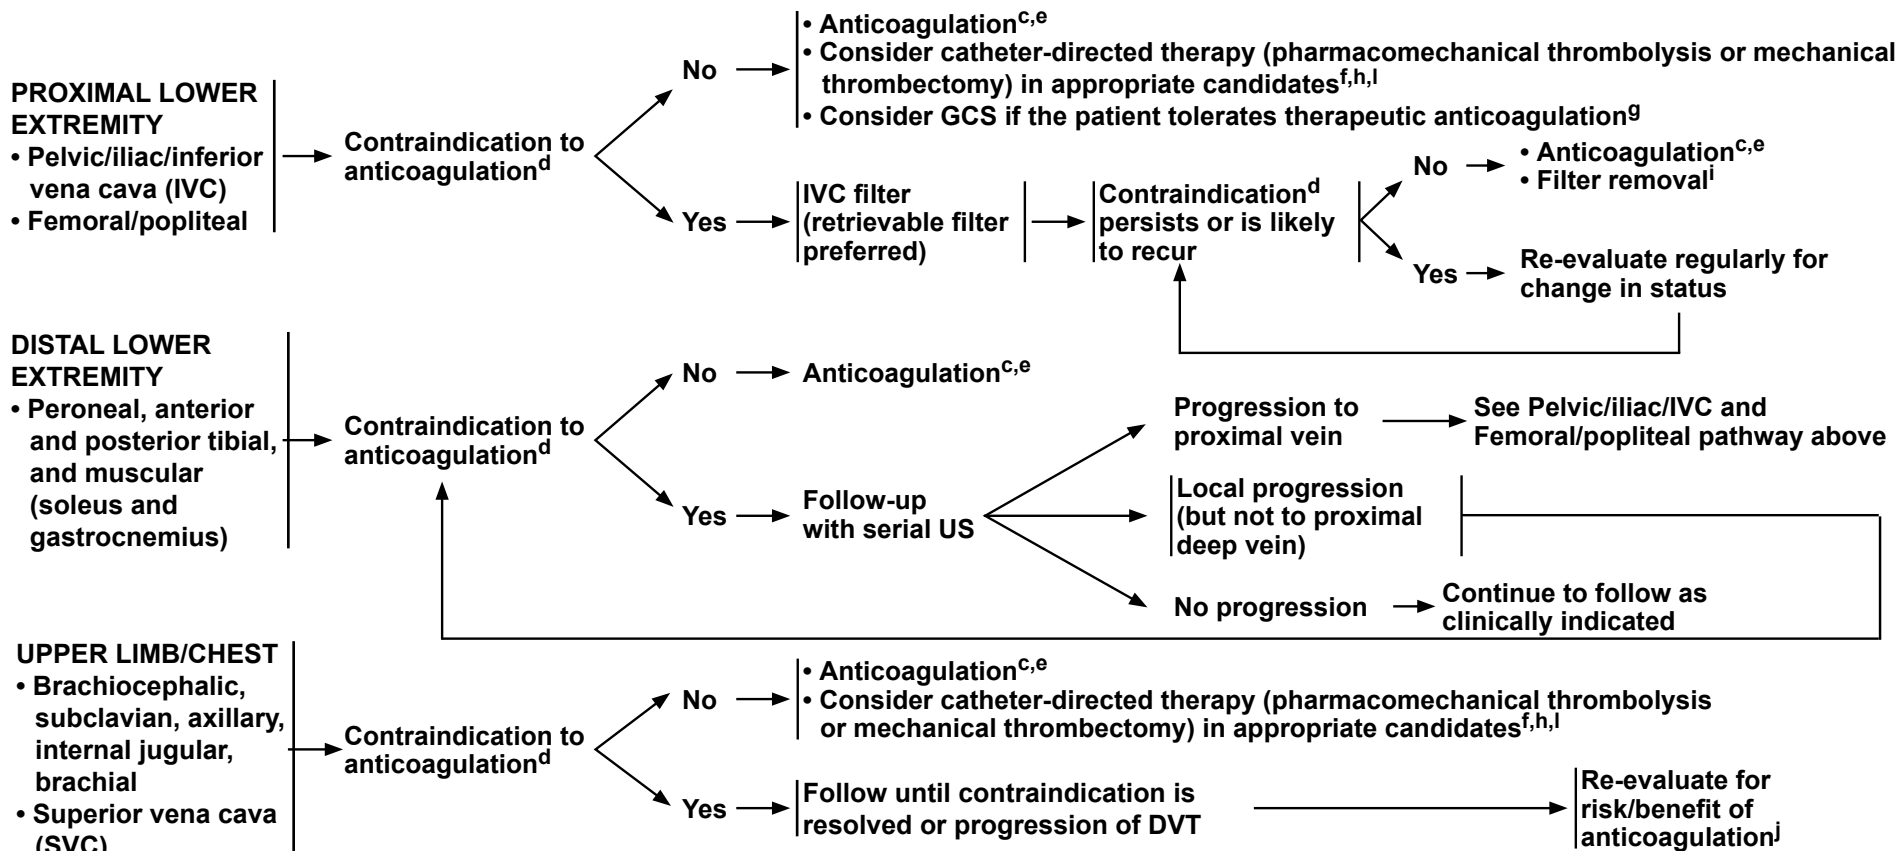 PROXIMAL LOWER
EXTREMITY
• Pelvic/iliac/inferior
vena cava (IVC)
• Femoral/popliteal
Contraindication to
anticoagulationd
No
• Anticoagulationc,e
• Consider catheter-directed therapy (pharmacomechanical thrombolysis or mechanical
thrombectomy) in appropriate candidatesf,h,l
• Consider GCS if the patient tolerates therapeutic anticoagulationg
Yes
IVC filter
(retrievable filter
preferred)
Contraindicationd
persists or is likely
to recur
No
• Anticoagulationc,e
• Filter removali
Yes
Re-evaluate regularly for
change in status
DISTAL LOWER
EXTREMITY
• Peroneal, anterior
and posterior tibial,
and muscular
(soleus and
gastrocnemius)
Contraindication to
anticoagulationd
No
Anticoagulationc,e
Yes
Follow-up
with serial US
Progression to
proximal vein
See Pelvic/iliac/IVC and
Femoral/popliteal pathway above
Local progression
(but not to proximal
deep vein)
No progression
Continue to follow as
clinically indicated
UPPER LIMB/CHEST
• Brachiocephalic,
subclavian, axillary,
internal jugular,
brachial
• Superior vena cava
(SVC)
Contraindication to
anticoagulationd
No
• Anticoagulationc,e
• Consider catheter-directed therapy (pharmacomechanical thrombolysis
or mechanical thrombectomy) in appropriate candidatesf,h,l
Yes
Follow until contraindication is
resolved or progression of DVT
Re-evaluate for
risk/benefit of
anticoagulationj